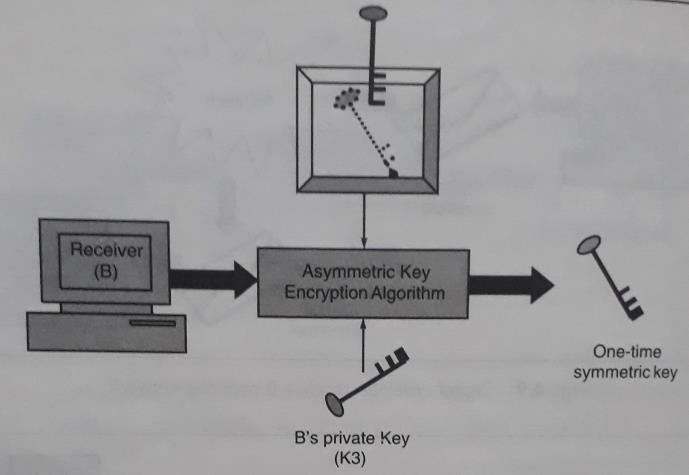 Receiver
(B)
Asymmetric Key
Encryption Algorithm
One-time
symmetric key
B's private Key
(K3)